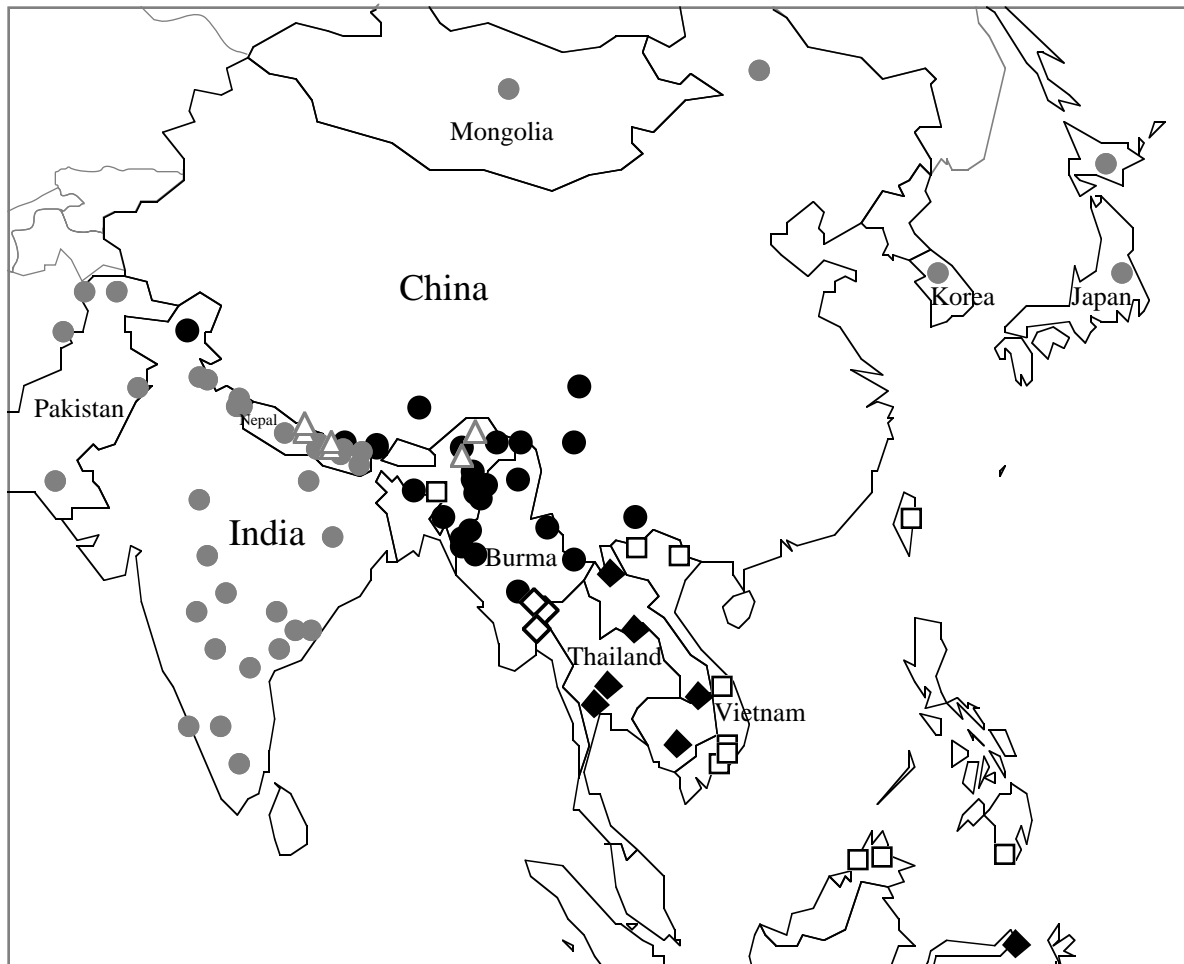 Mongolia
China
Korea
Japan
Pakistan
Nepal
India
Burma
Thailand
Vietnam